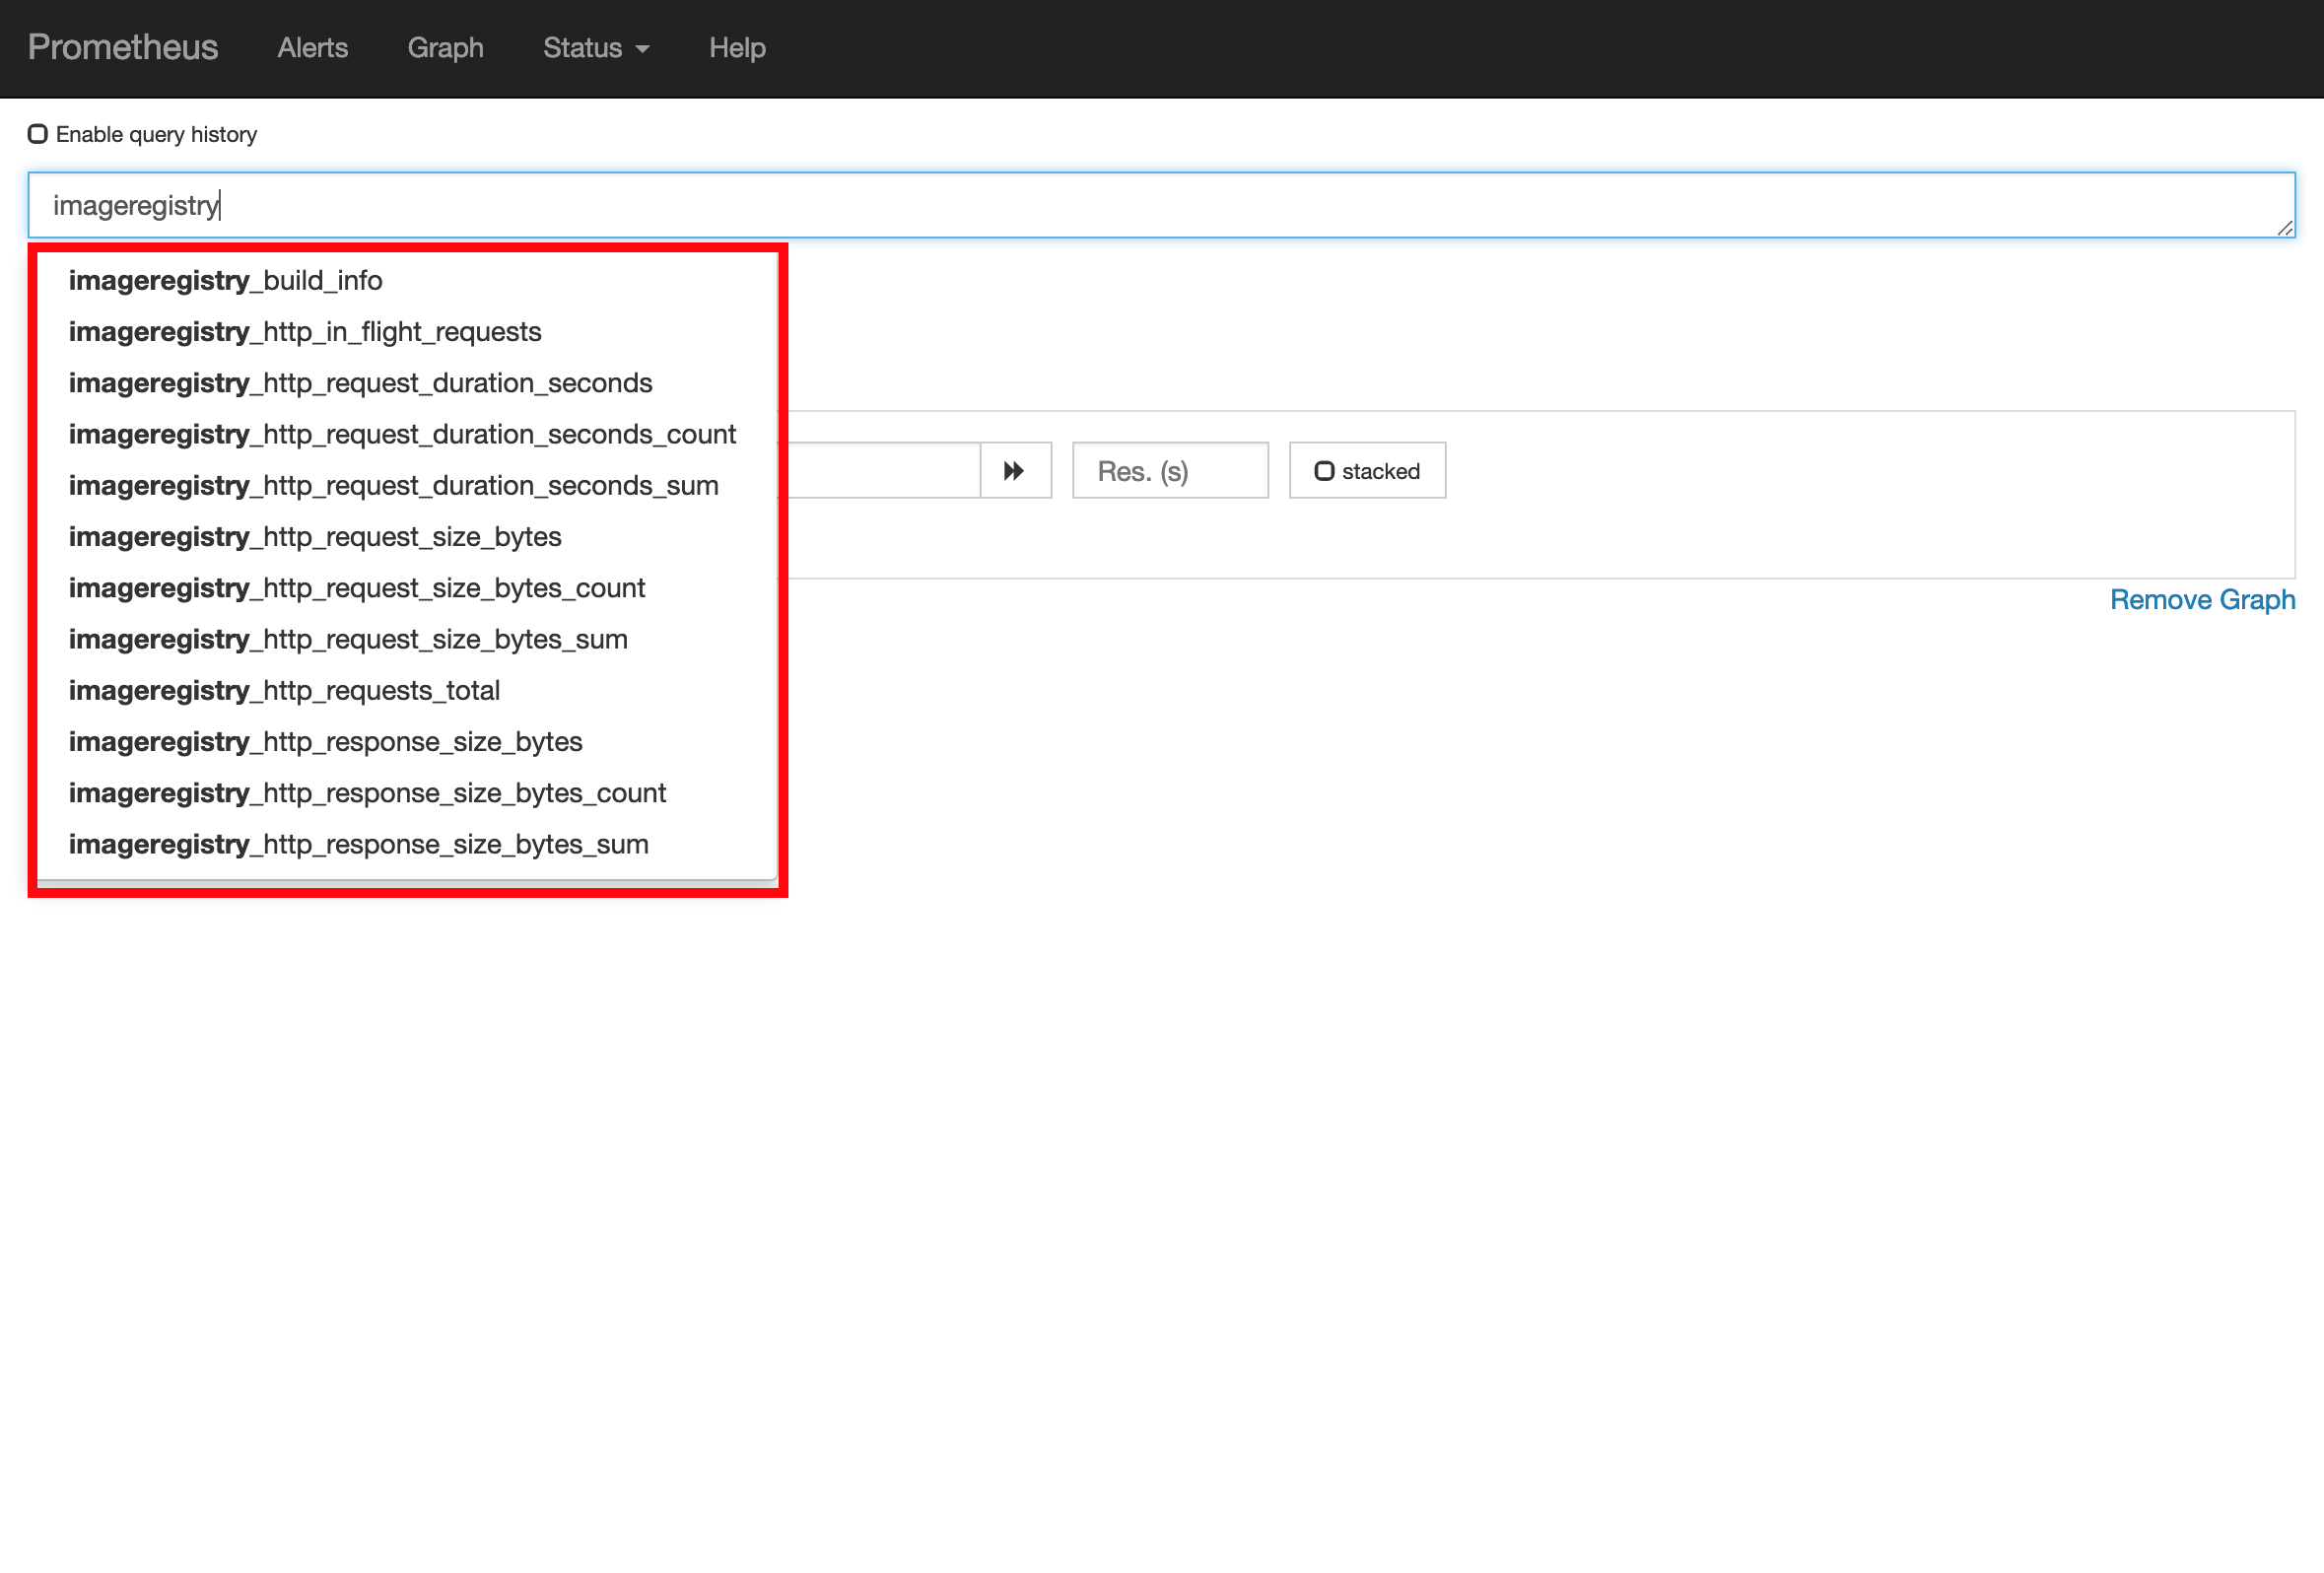 Prometheus Alerts Graph Status Help
Enable query history
imageregistry
imageregistry_build_info
imageregistry_http_in_flight_requests
imageregistry_http_request_duration_seconds
imageregistry_http_request_duration_seconds_count
imageregistry_http_request_duration_seconds_sum
imageregistry_http_request_size_bytes
imageregistry_http_request_size_bytes_count
imageregistry_http_request_size_bytes_sum
imageregistry_http_requests_total
imageregistry_http_response_size_bytes
imageregistry_http_response_size_bytes_count
imageregistry_http_response_size_bytes_sum
Res. (s) stacked
Remove Graph